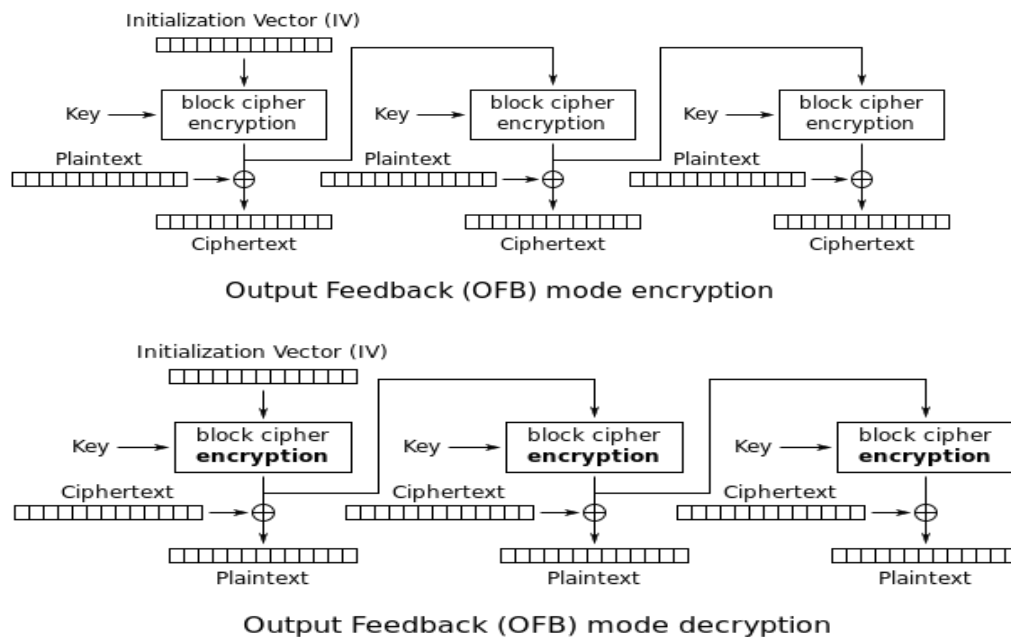 Initialization Vector (IV)
Key
block cipher
encryption
Key
block cipher
encryption
Key
block cipher
encryption
Plaintext
Plaintext
Plaintext
Ciphertext
Ciphertext
Ciphertext
Output Feedback (OFB) mode encryption
Initialization Vector (IV)
Key
block cipher
encryption
Key
block cipher
encryption
Key
block cipher
encryption
Ciphertext
Ciphertext
Ciphertext
Plaintext
Plaintext
Plaintext
Output Feedback (OFB) mode decryption